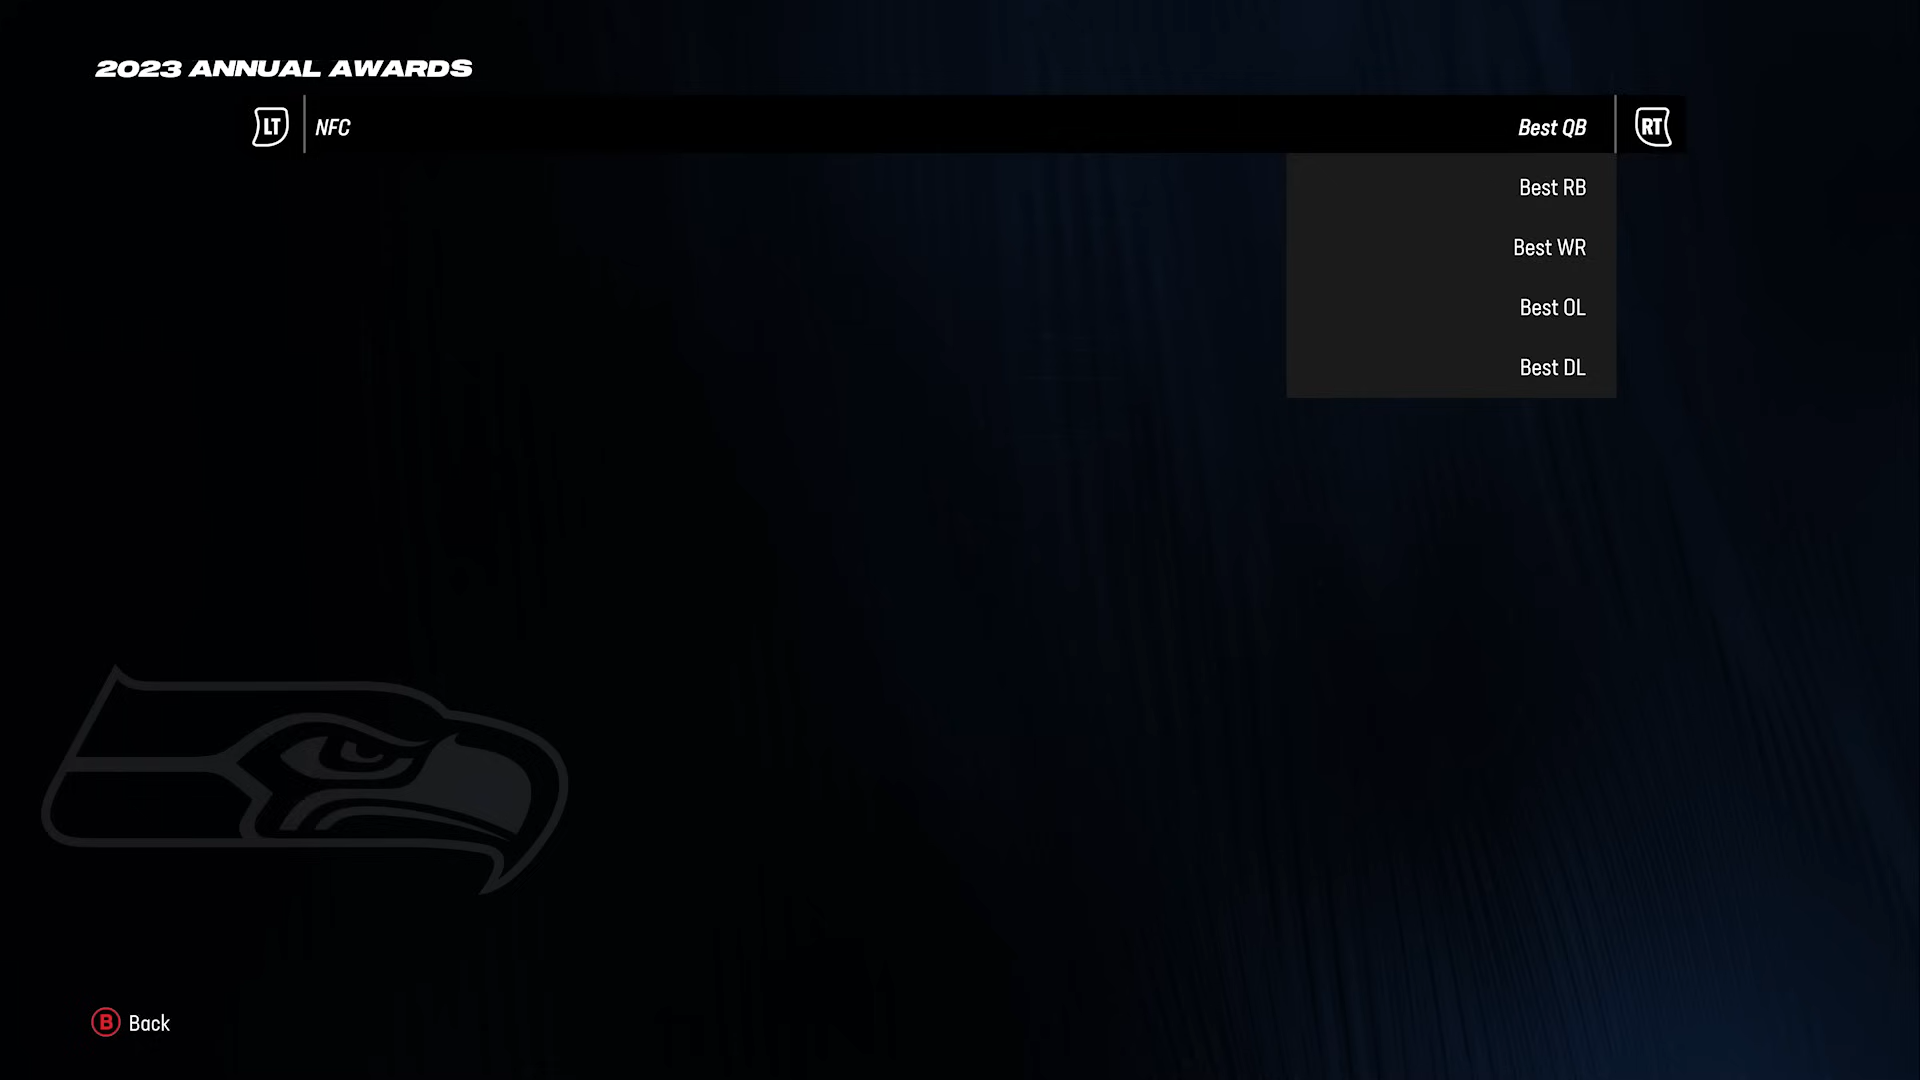 2023 ANNUAL AWARDS
LT NFC Best QB RT
Best RB
Best WR
Best OL
Best DL
B Back